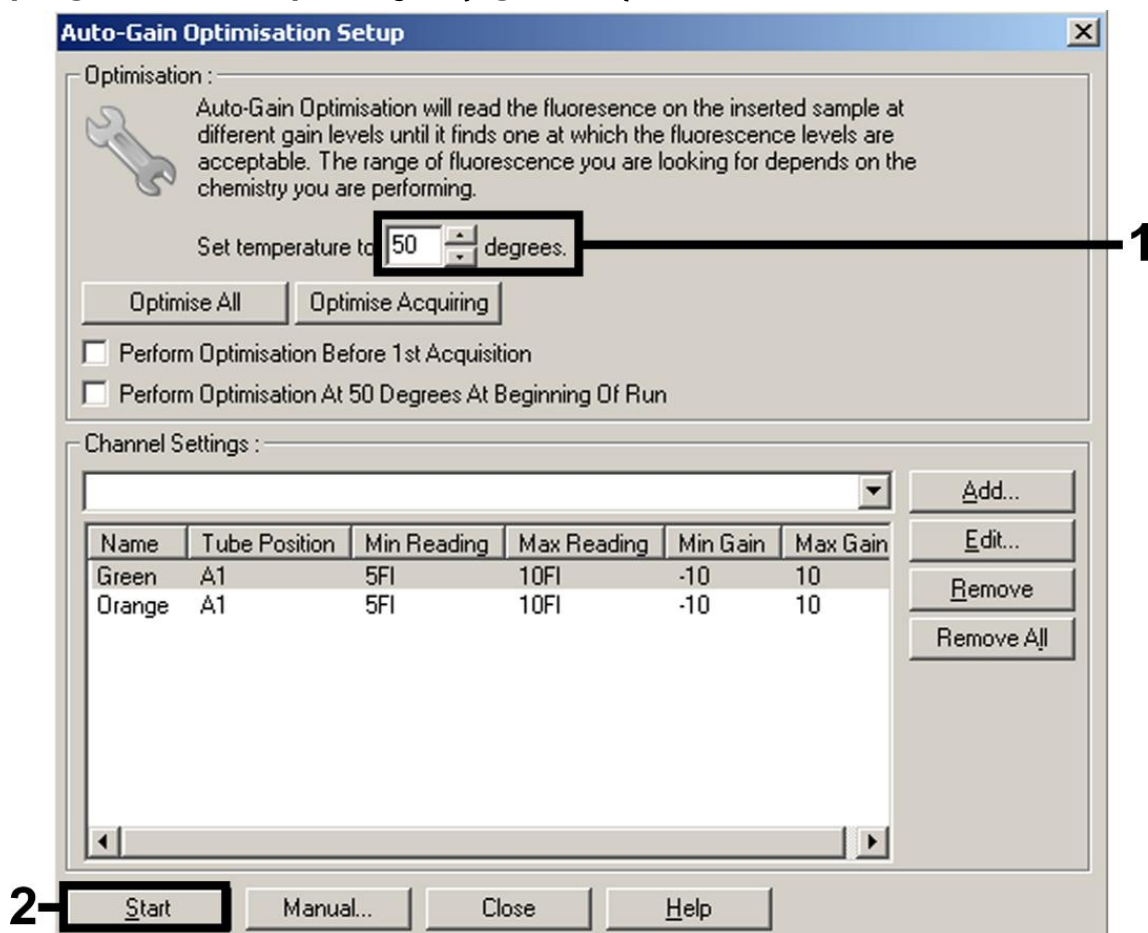 Auto-Gain Optimisation Setup
Optimisation :
Auto-Gain Optimisation will read the fluoresence on the inserted sample at
different gain levels until it finds one at which the fluorescence levels are
acceptable. The range of fluorescence you are looking for depends on the
chemistry you are performing.
Set temperature to 50 degrees.
1
Optimise All Optimise Acquiring
Perform Optimisation Before 1st Acquisition
Perform Optimisation At 50 Degrees At Beginning Of Run
Channel Settings :
Add...
Name Tube Position Min Reading Max Reading Min Gain Max Gain
Edit...
Green A1 5Fl 10Fl -10 10
Remove
Orange A1 5Fl 10Fl -10 10
Remove All
2
Start Manual... Close Help